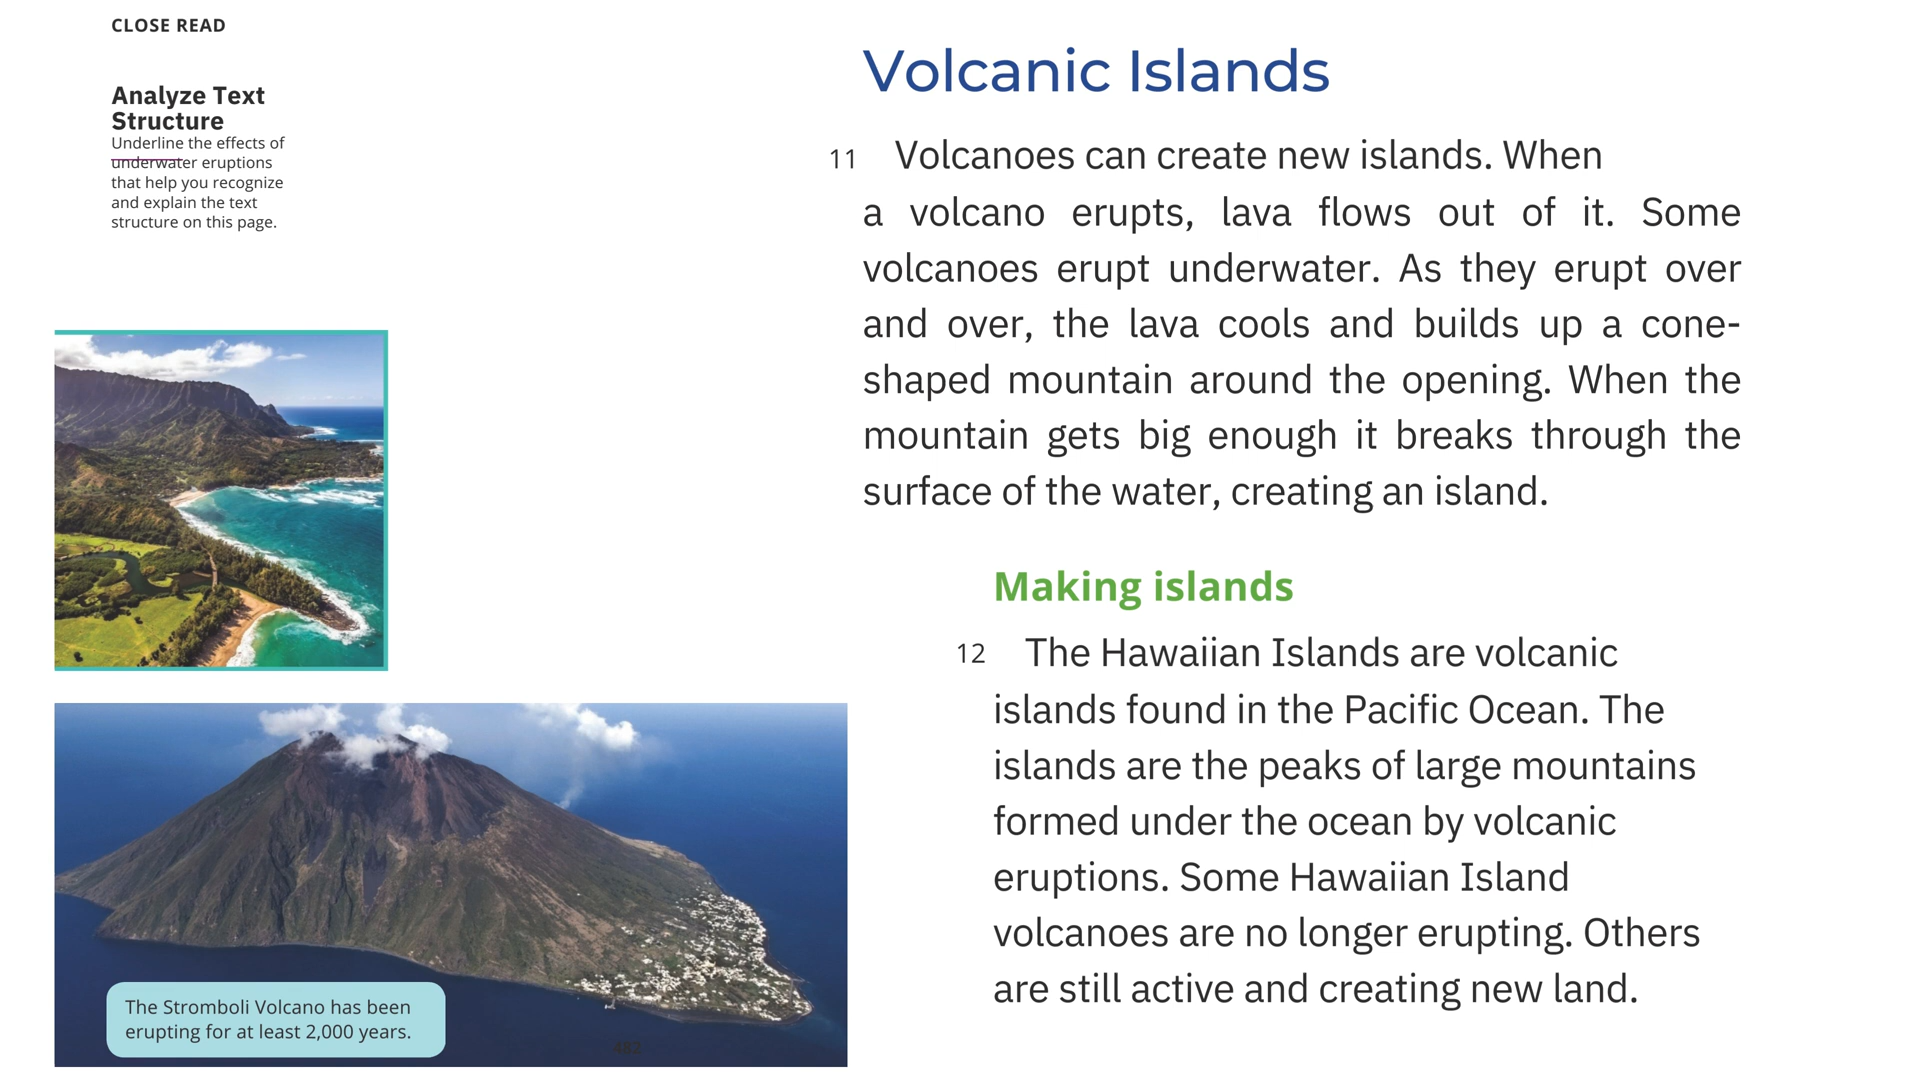 CLOSE READ
Analyze Text
Structure
Underline the effects of
underwater eruptions
that help you recognize
and explain the text
structure on this page.
Volcanic Islands
11 Volcanoes can create new islands. When
a volcano erupts, lava flows out of it. Some
volcanoes erupt underwater. As they erupt over
and over, the lava cools and builds up a cone-
shaped mountain around the opening. When the
mountain gets big enough it breaks through the
surface of the water, creating an island.
Making islands
12 The Hawaiian Islands are volcanic
islands found in the Pacific Ocean. The
islands are the peaks of large mountains
formed under the ocean by volcanic
eruptions. Some Hawaiian Island
volcanoes are no longer erupting. Others
are still active and creating new land.
The Stromboli Volcano has been
erupting for at least 2,000 years.
482